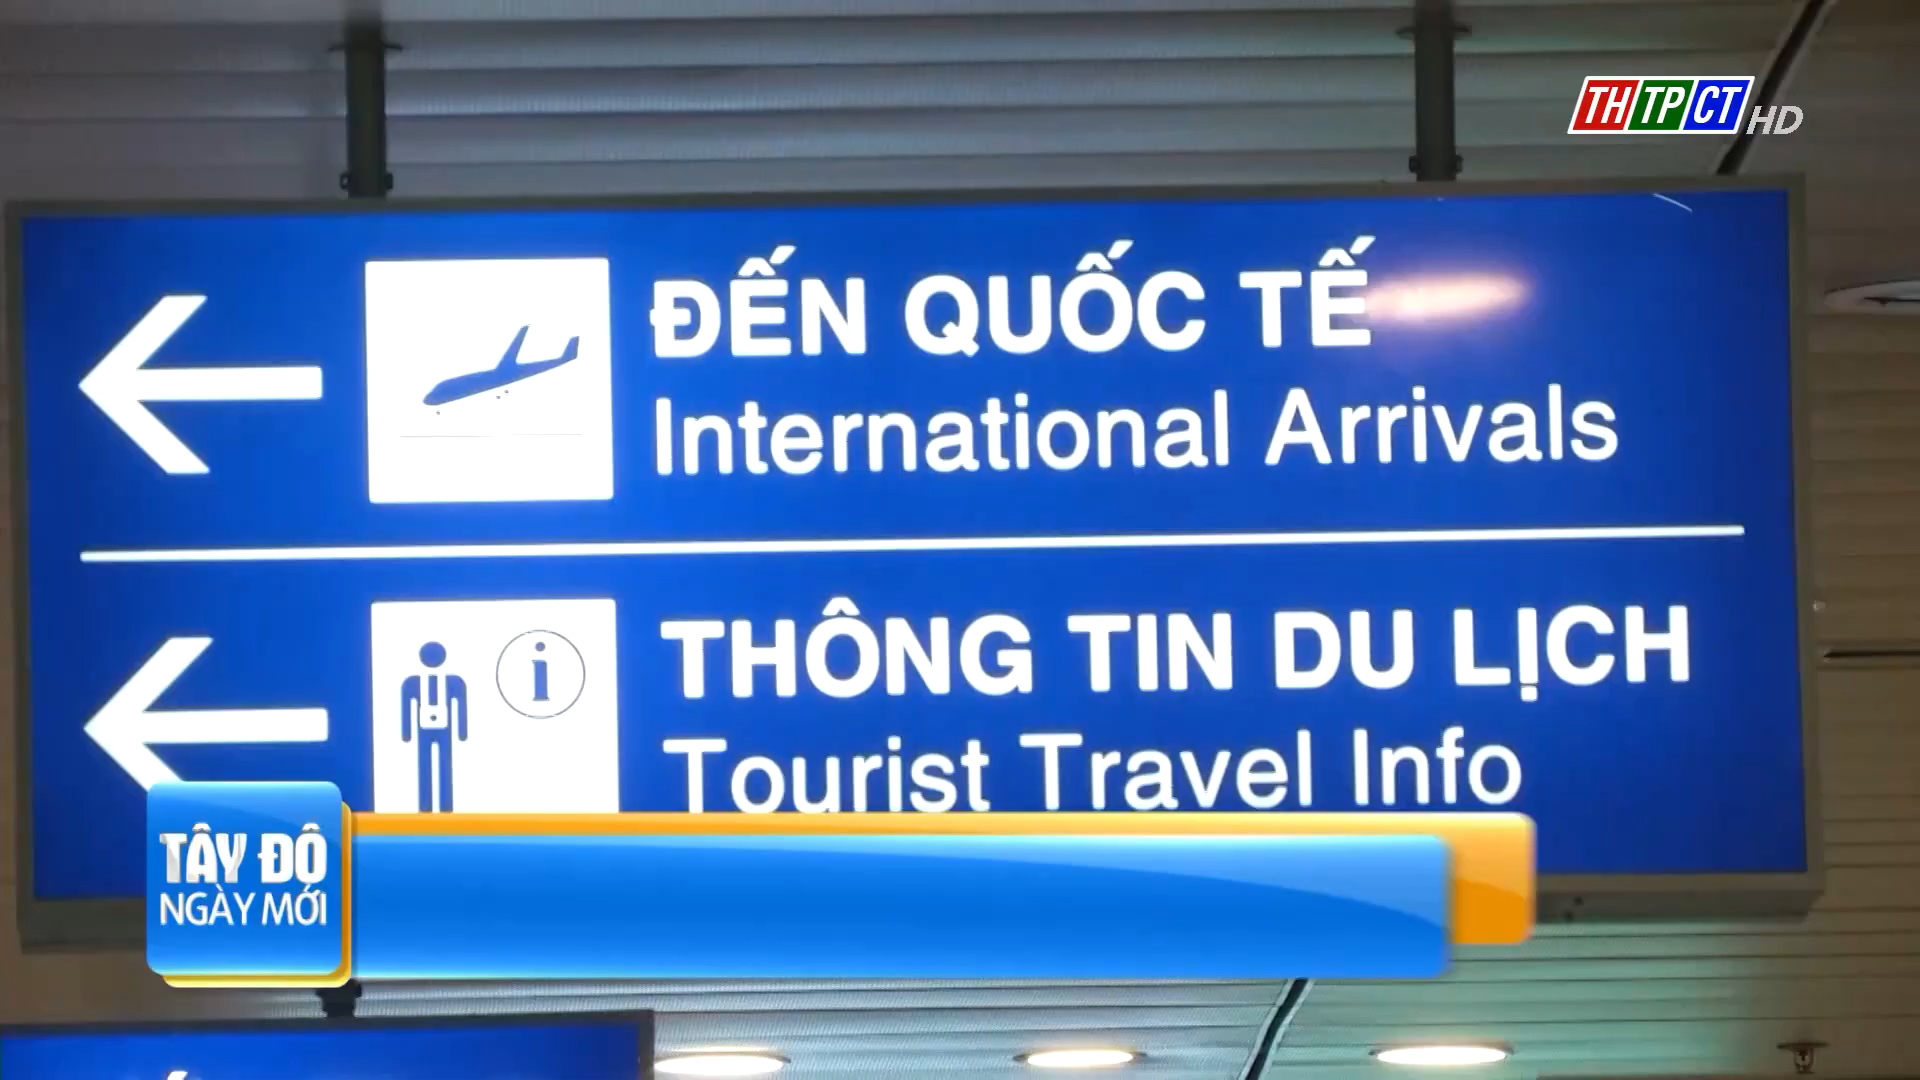 THTPCT HD
ĐẾN QUỐC TẾ
International Arrivals
THÔNG TIN DU LỊCH
Tourist Travel Info
TÂY ĐÔ
NGÀY MỚI